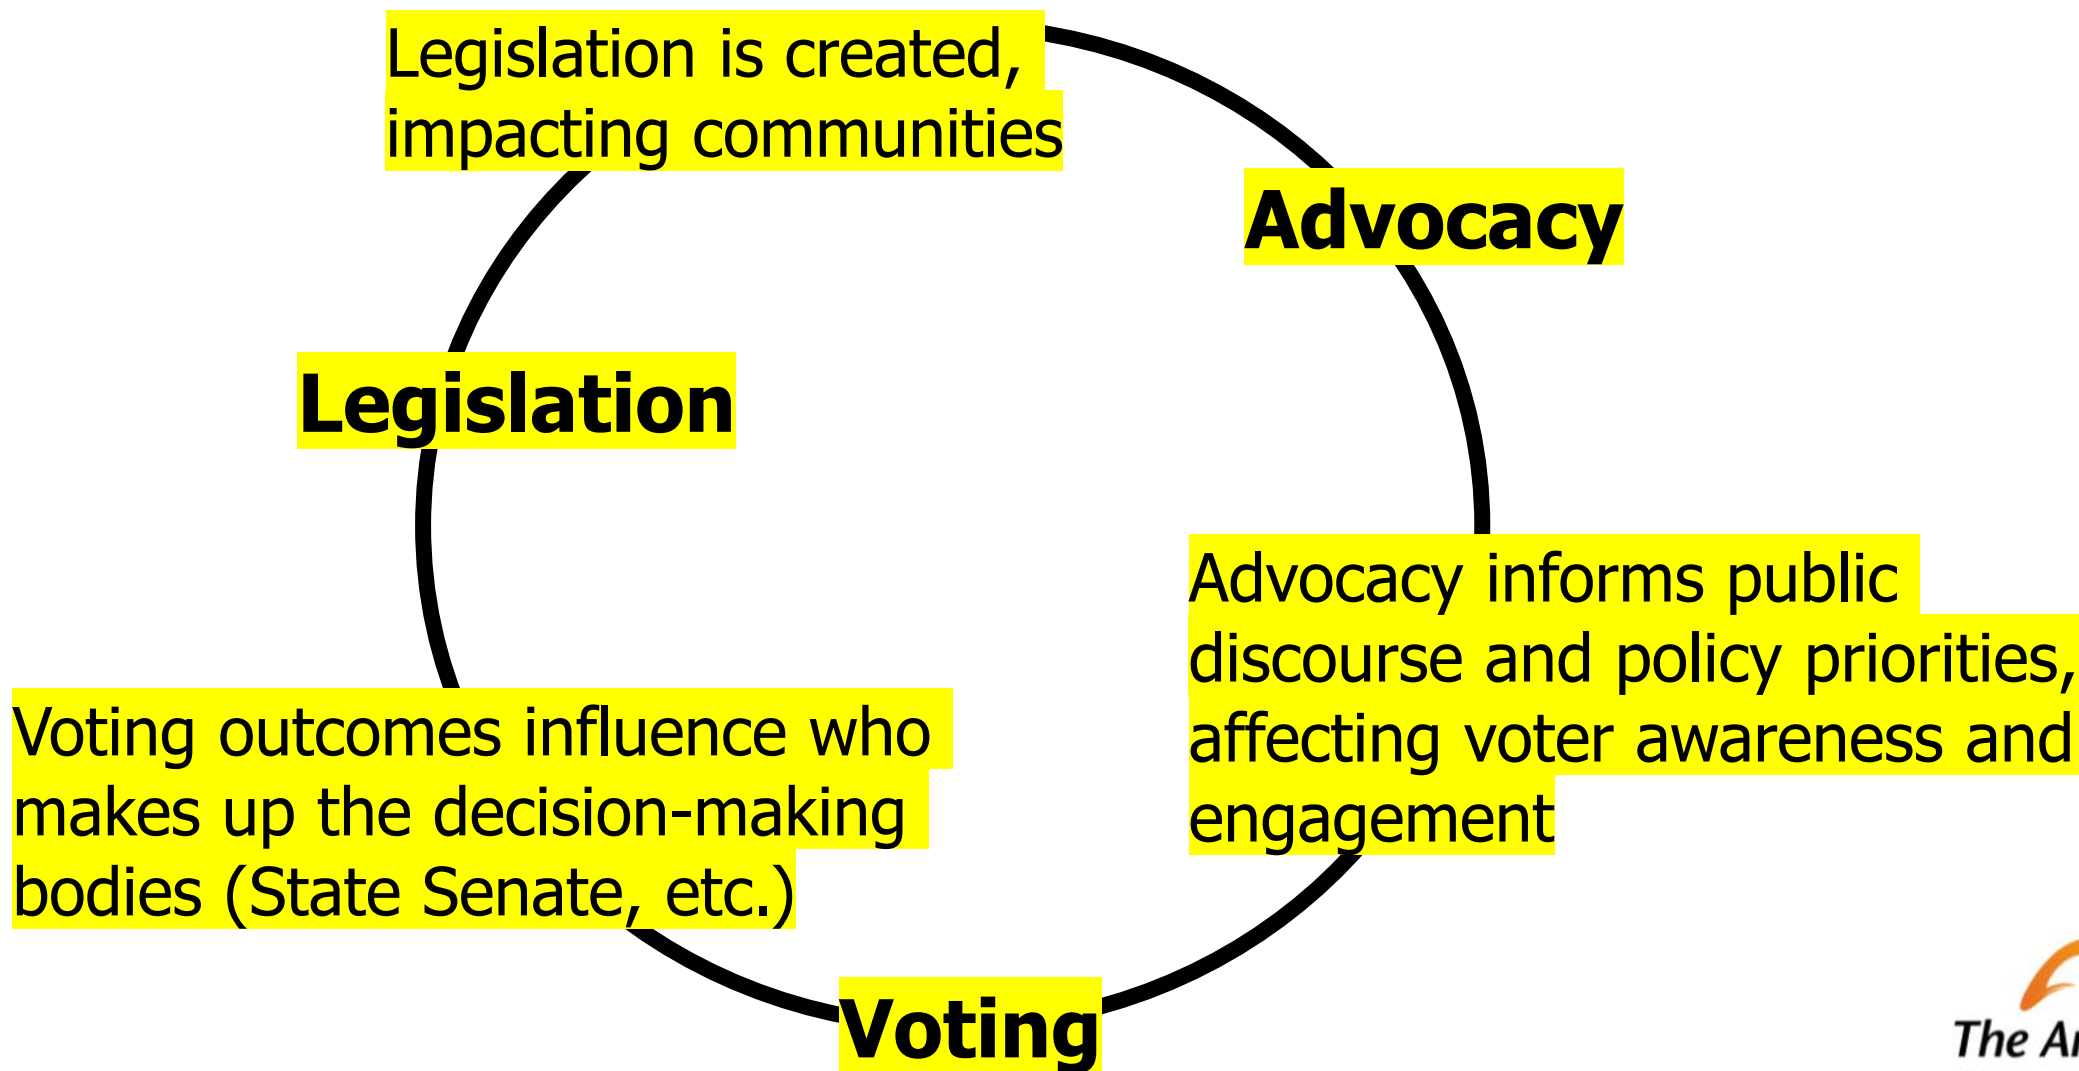 Legislation is created,
impacting communities
Advocacy
Legislation
Advocacy informs public
discourse and policy priorities,
affecting voter awareness and
engagement
Voting outcomes influence who
makes up the decision-making
bodies (State Senate, etc.)
Voting
The